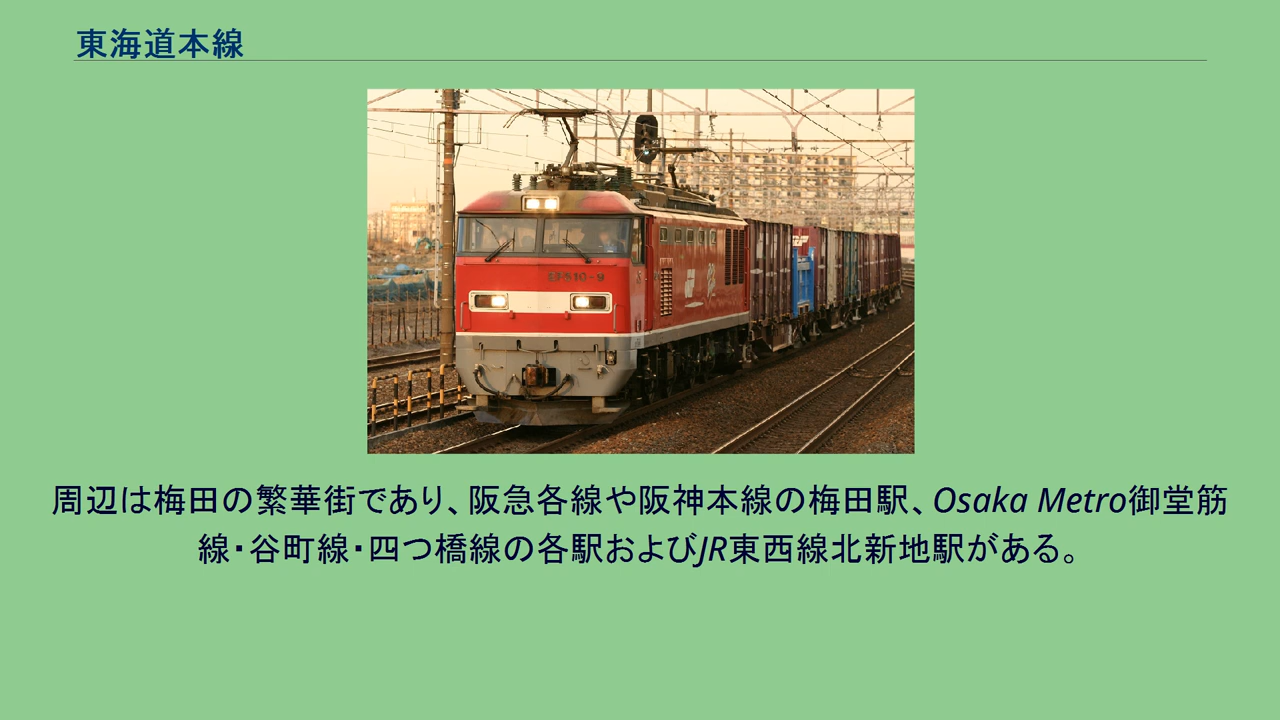 東海道本線
EF510-9
周辺は梅田の繁華街であり、阪急各線や阪神本線の梅田駅、Osaka Metro御堂筋
線・谷町線・四つ橋線の各駅およびJR東西線北新地駅がある。